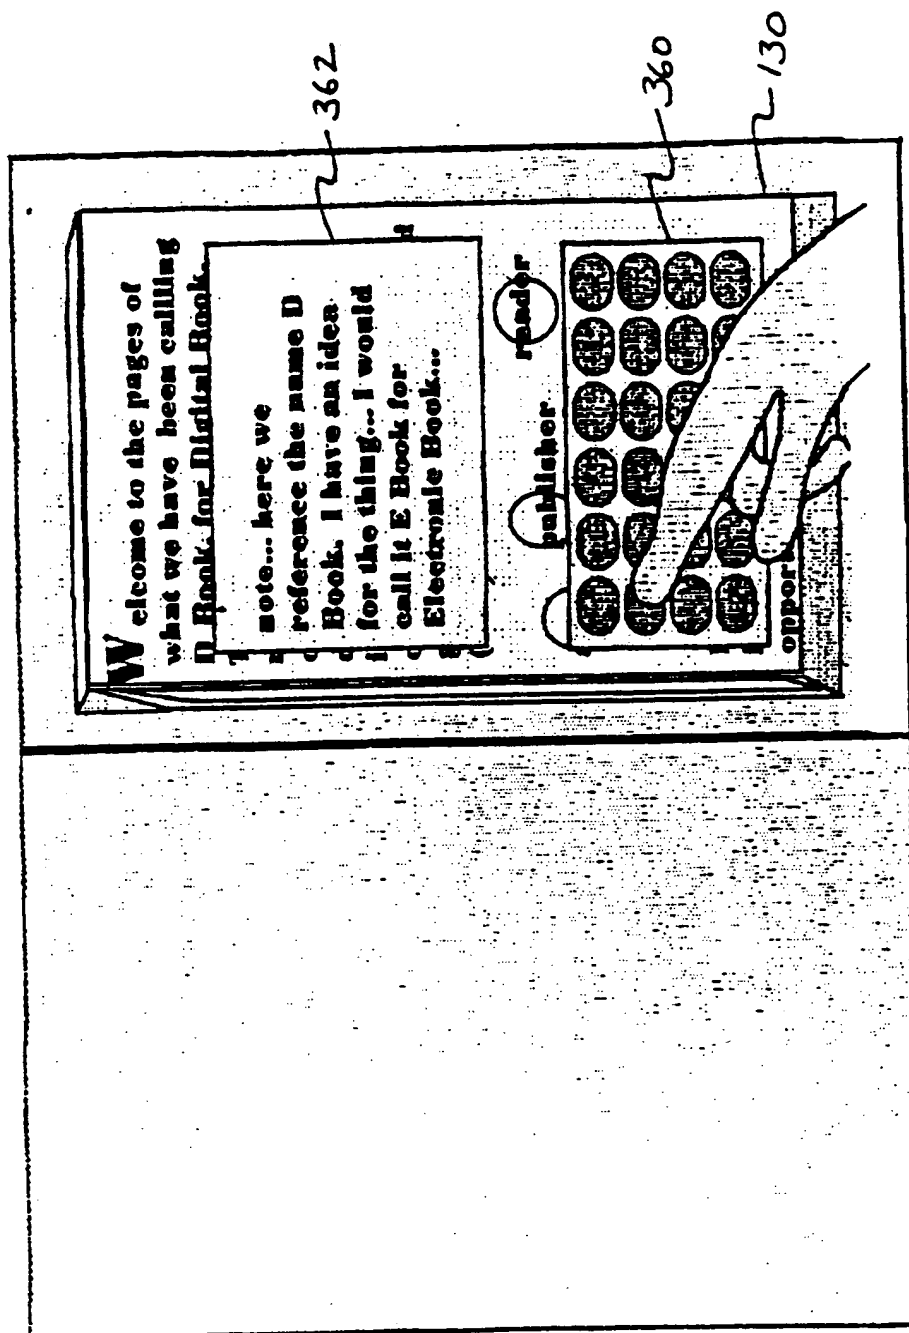 Welcome to the pages of
what we have been callling
D Book, for Digital Book.
note... here we
reference the name D
Book. I have an idea
for the thing... I would
call it E Book for
Electronic Book...
publisher reader
oppor
362
360
130